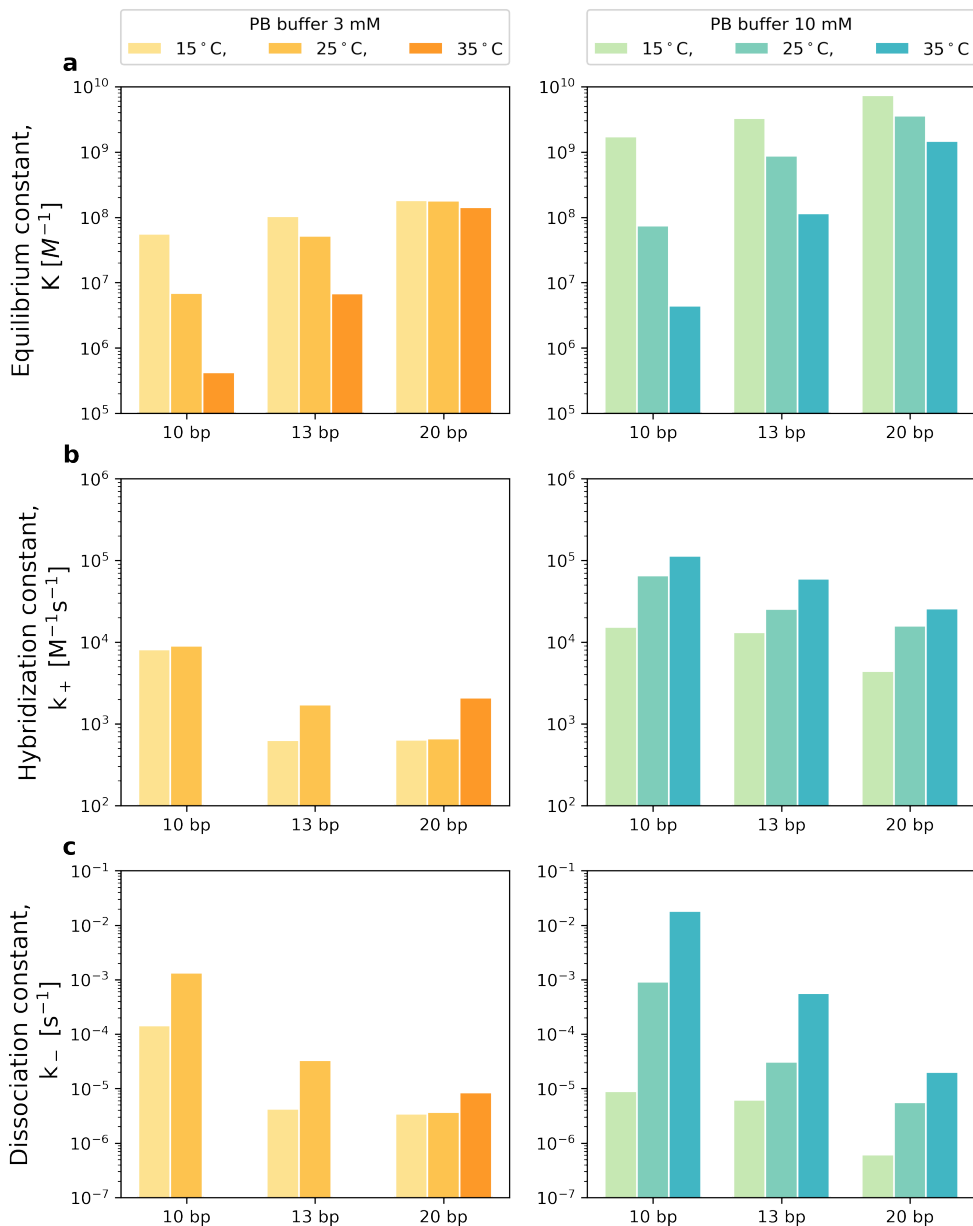 PB buffer 3 mM
15°C, 25°C, 35°C
PB buffer 10 mM
15°C, 25°C, 35°C
a
Equilibrium constant,
K [M⁻¹]
10¹⁰
10⁹
10⁸
10⁷
10⁶
10⁵
10 bp 13 bp 20 bp
10¹⁰
10⁹
10⁸
10⁷
10⁶
10⁵
10 bp 13 bp 20 bp
b
Hybridization constant,
k₊ [M⁻¹s⁻¹]
10⁶
10⁵
10⁴
10³
10²
10 bp 13 bp 20 bp
10⁶
10⁵
10⁴
10³
10²
10 bp 13 bp 20 bp
c
Dissociation constant,
k₋ [s⁻¹]
10⁻¹
10⁻²
10⁻³
10⁻⁴
10⁻⁵
10⁻⁶
10⁻⁷
10 bp 13 bp 20 bp
10⁻¹
10⁻²
10⁻³
10⁻⁴
10⁻⁵
10⁻⁶
10⁻⁷
10 bp 13 bp 20 bp